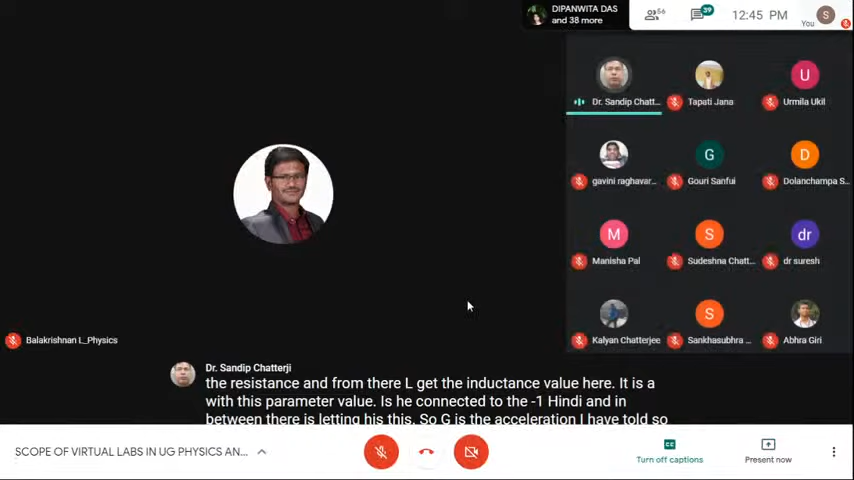 DIPANWITA DAS
and 38 more
56
39
12:45 PM
You
S
Dr. Sandip Chatt...
Tapati Jana
U
Urmila Ukil
gavini raghavar...
G
Gouri Sanfui
D
Dolanchampa S...
M
Manisha Pal
S
Sudeshna Chatt...
dr
dr suresh
Kalyan Chatterjee
S
Sankhasubhra ...
Abhra Giri
Balakrishnan L_Physics
Dr. Sandip Chatterji
the resistance and from there L get the inductance value here. It is a
with this parameter value. Is he connected to the -1 Hindi and in
between there is letting his this. So G is the acceleration I have told so
SCOPE OF VIRTUAL LABS IN UG PHYSICS AN...
Turn off captions
Present now